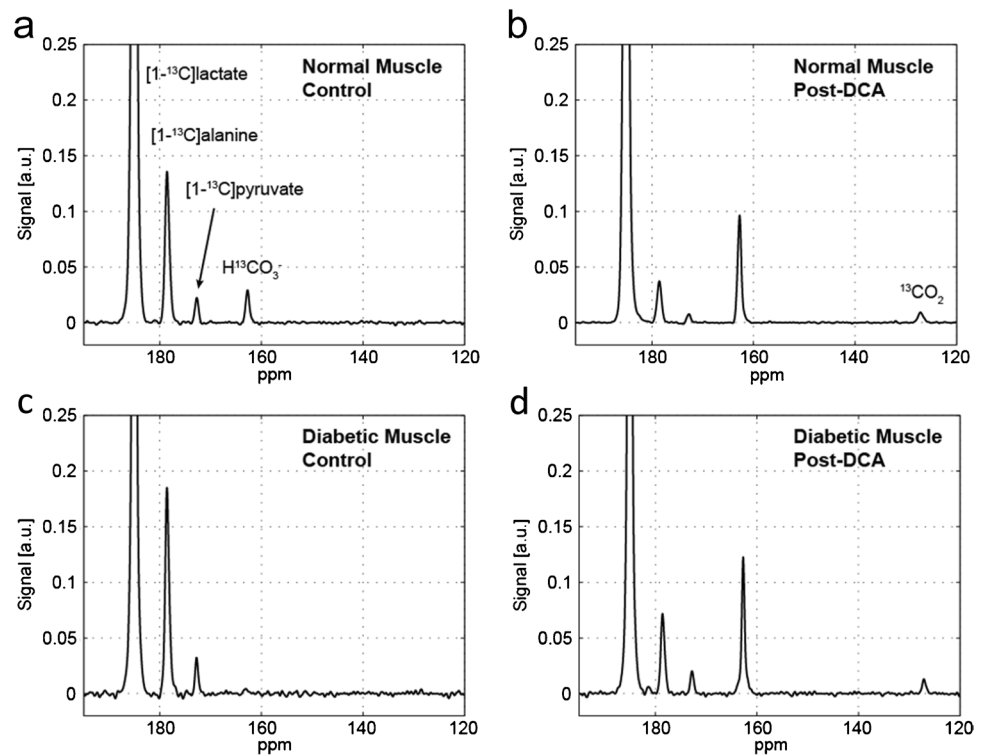 a
0.25
0.2
0.15
0.1
0.05
0
Signal [a.u.]
[1-¹³C]lactate
[1-¹³C]alanine
[1-¹³C]pyruvate
H¹³CO₃⁻
Normal Muscle
Control
180
160
140
120
ppm
b
0.25
0.2
0.15
0.1
0.05
0
Signal [a.u.]
Normal Muscle
Post-DCA
¹³CO₂
180
160
140
120
ppm
c
0.25
0.2
0.15
0.1
0.05
0
Signal [a.u.]
Diabetic Muscle
Control
180
160
140
120
ppm
d
0.25
0.2
0.15
0.1
0.05
0
Signal [a.u.]
Diabetic Muscle
Post-DCA
180
160
140
120
ppm